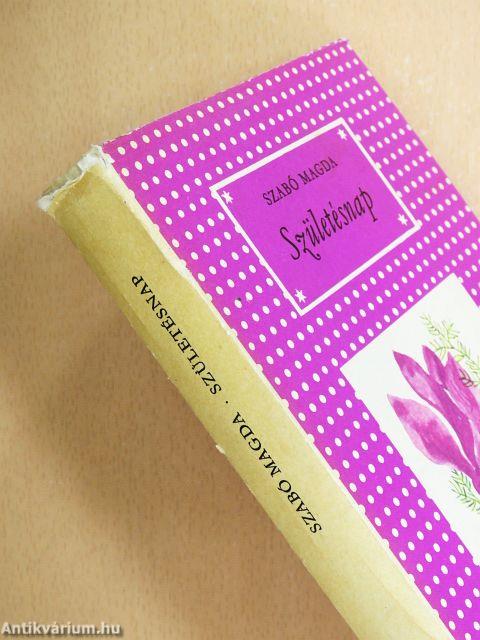 SZABÓ MAGDA
Születésnap
SZABÓ MAGDA · SZÜLETÉSNAP
Antikvárium.hu